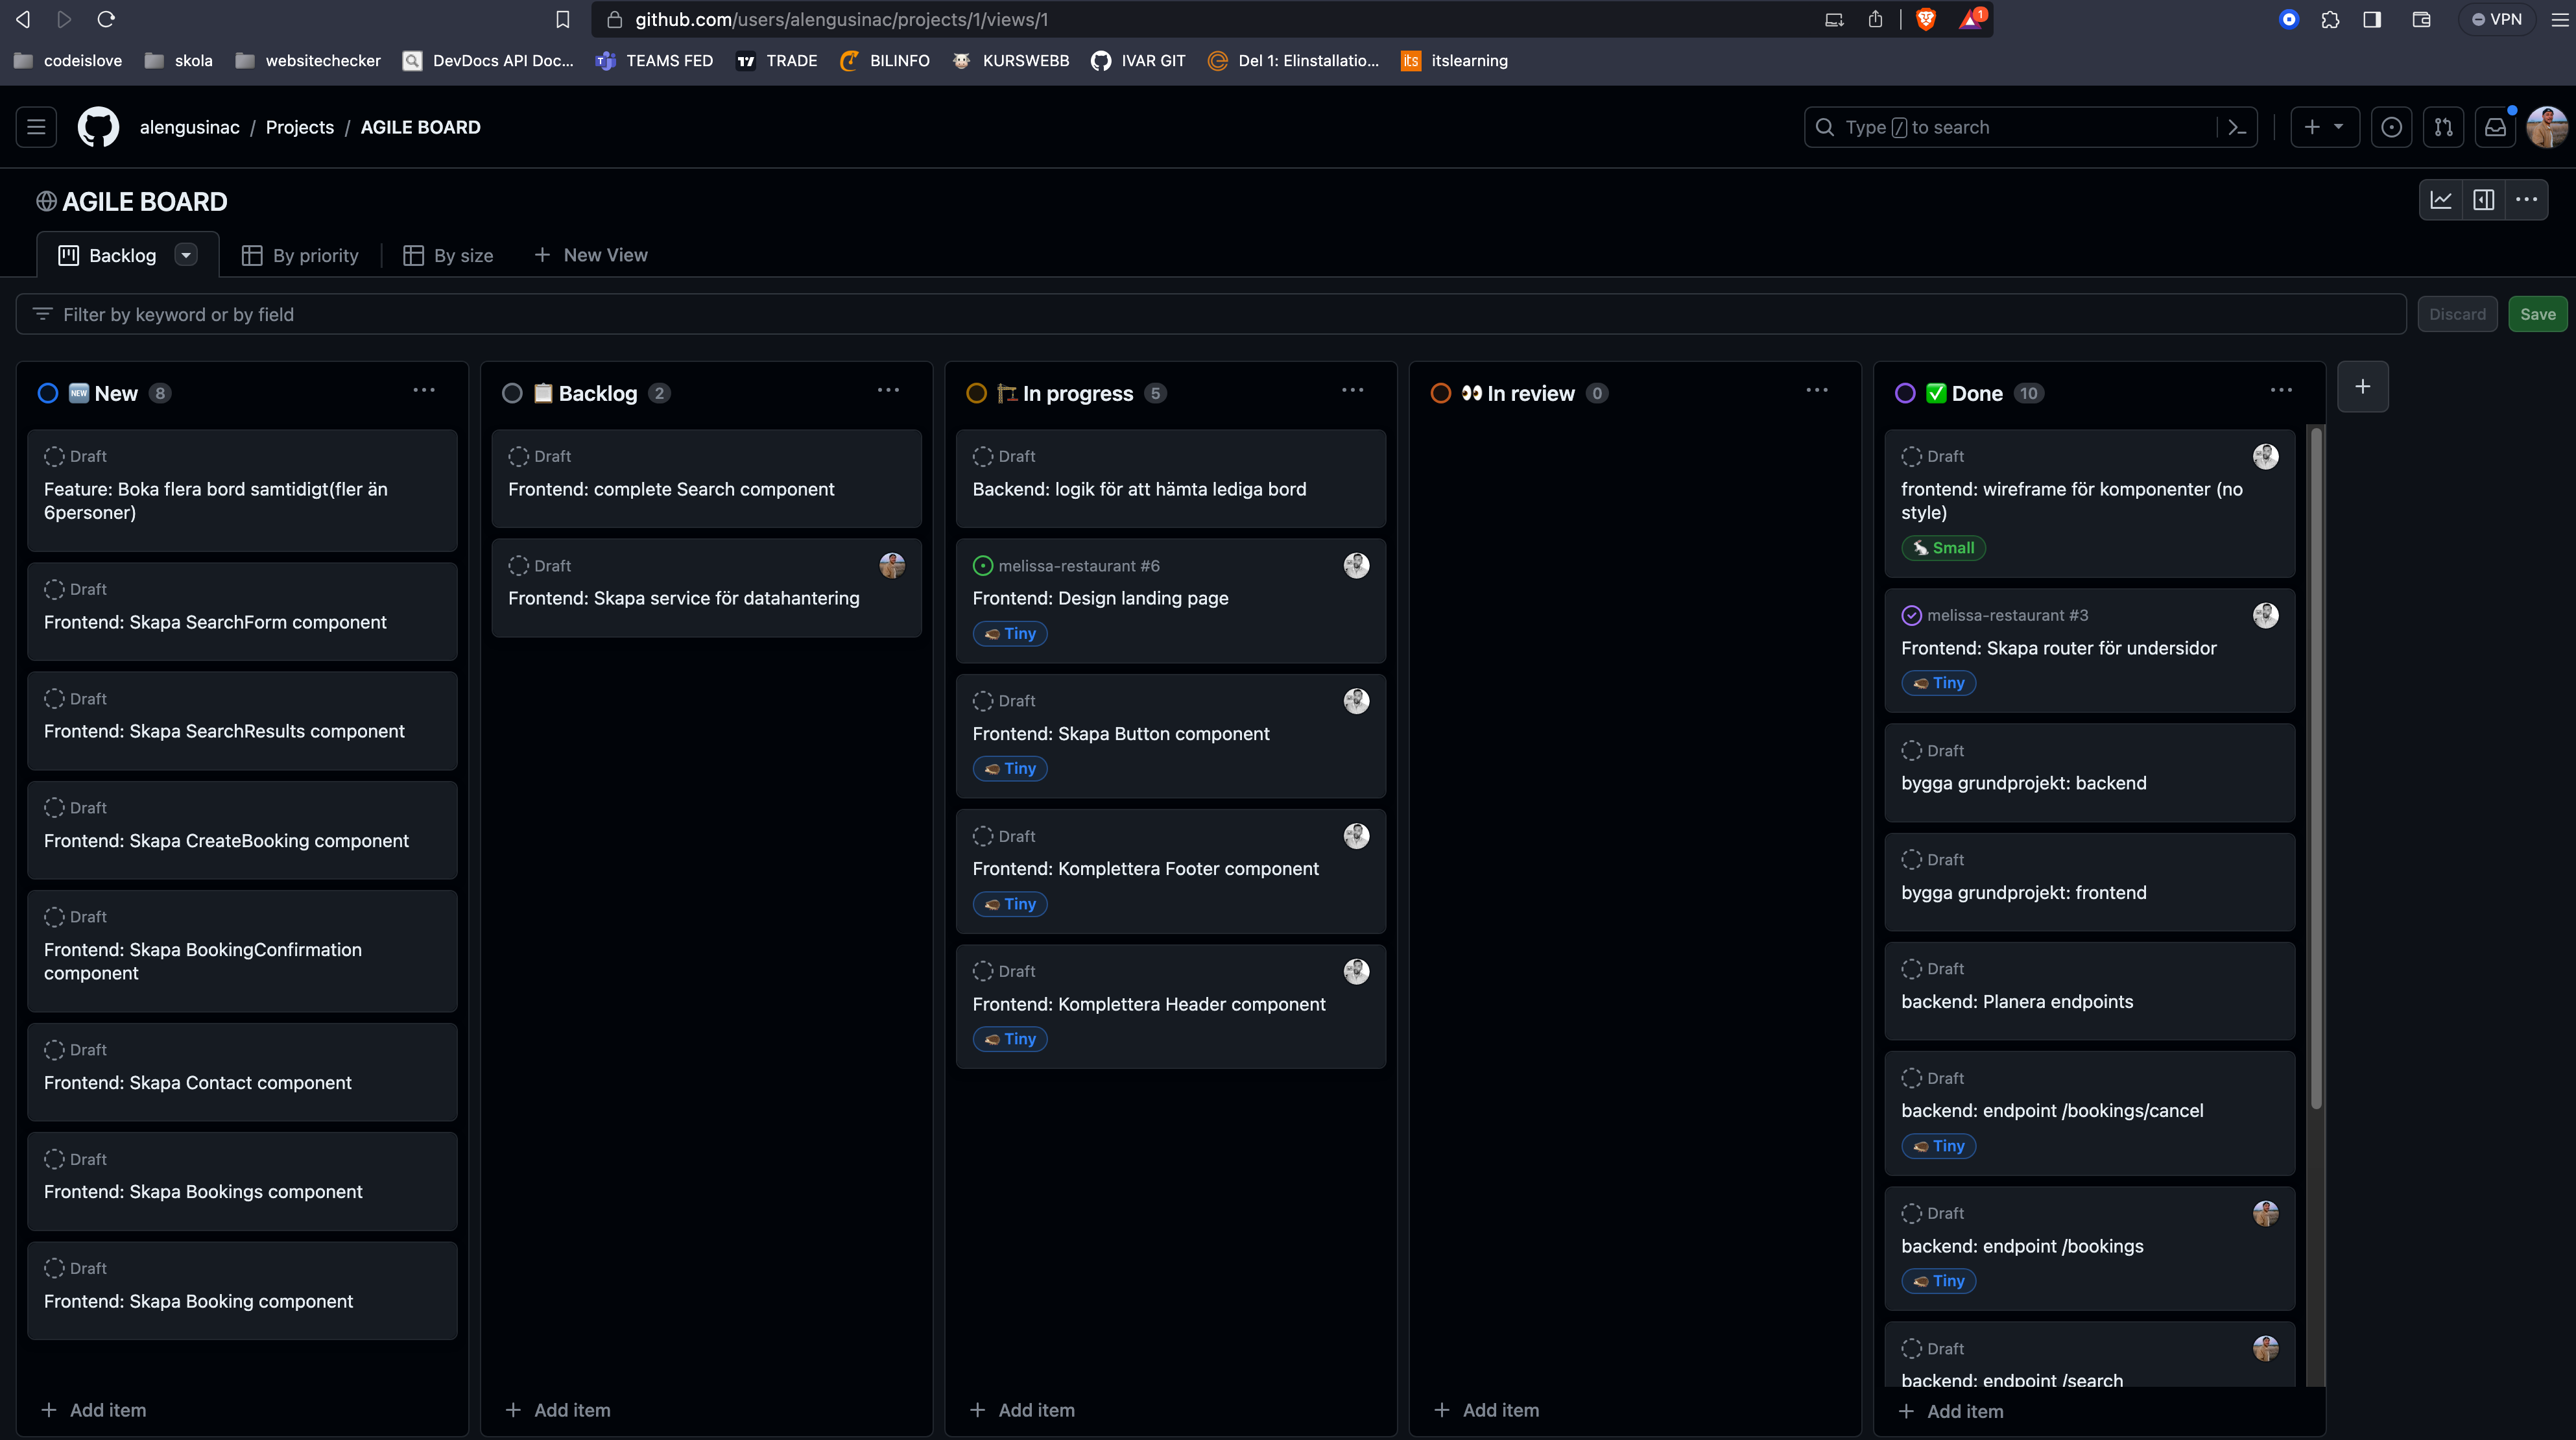 github.com/users/alengusinac/projects/1/views/1
1
VPN
codeislove
skola
websitechecker
DevDocs API Doc...
TEAMS FED
TRADE
BILINFO
KURSWEBB
IVAR GIT
Del 1: Elinstallatio...
its itslearning
alengusinac / Projects / AGILE BOARD
Type / to search
AGILE BOARD
Backlog
By priority
By size
+ New View
Filter by keyword or by field
Discard
Save
NEW New 8
Draft
Feature: Boka flera bord samtidigt(fler än
6personer)
Draft
Frontend: Skapa SearchForm component
Draft
Frontend: Skapa SearchResults component
Draft
Frontend: Skapa CreateBooking component
Draft
Frontend: Skapa BookingConfirmation
component
Draft
Frontend: Skapa Contact component
Draft
Frontend: Skapa Bookings component
Draft
Frontend: Skapa Booking component
+ Add item
Backlog 2
Draft
Frontend: complete Search component
Draft
Frontend: Skapa service för datahantering
+ Add item
In progress 5
Draft
Backend: logik för att hämta lediga bord
melissa-restaurant #6
Frontend: Design landing page
Tiny
Draft
Frontend: Skapa Button component
Tiny
Draft
Frontend: Komplettera Footer component
Tiny
Draft
Frontend: Komplettera Header component
Tiny
+ Add item
In review 0
+ Add item
Done 10
Draft
frontend: wireframe för komponenter (no
style)
Small
melissa-restaurant #3
Frontend: Skapa router för undersidor
Tiny
Draft
bygga grundprojekt: backend
Draft
bygga grundprojekt: frontend
Draft
backend: Planera endpoints
Draft
backend: endpoint /bookings/cancel
Tiny
Draft
backend: endpoint /bookings
Tiny
Draft
backend: endpoint /search
+ Add item